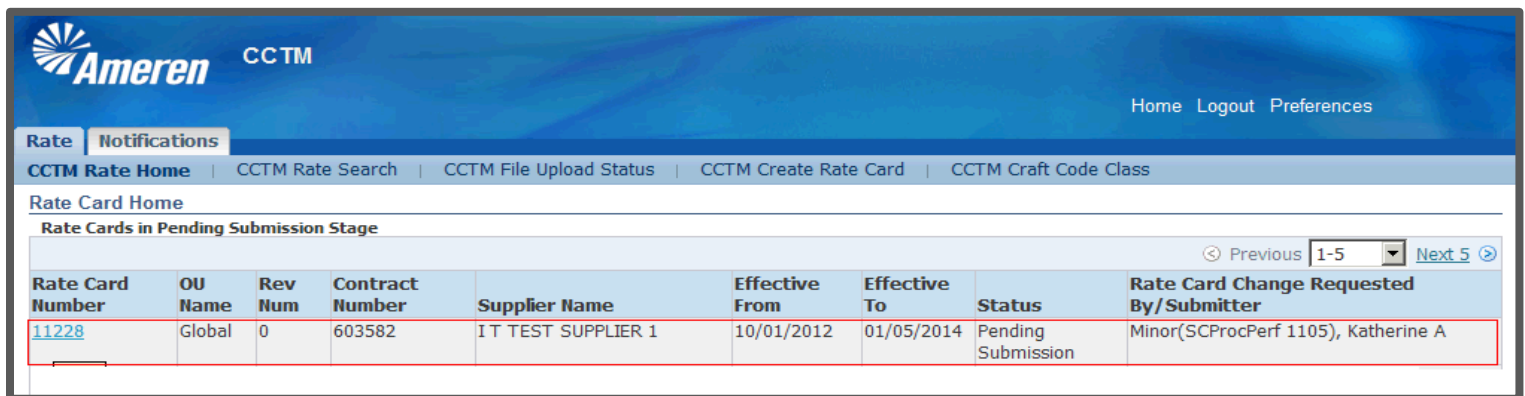 Ameren CCTM
Home Logout Preferences
Rate Notifications
CCTM Rate Home | CCTM Rate Search | CCTM File Upload Status | CCTM Create Rate Card | CCTM Craft Code Class
Rate Card Home
Rate Cards in Pending Submission Stage
Previous 1-5 Next 5
Rate Card Number OU Name Rev Num Contract Number Supplier Name Effective From Effective To Status Rate Card Change Requested By/Submitter
11228 Global 0 603582 I T TEST SUPPLIER 1 10/01/2012 01/05/2014 Pending Submission Minor(SCProcPerf 1105), Katherine A